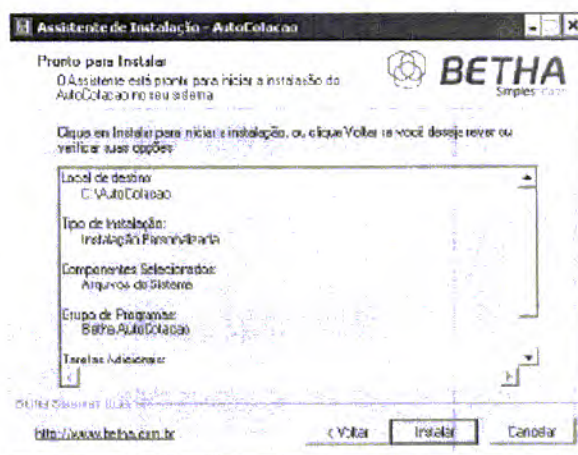 Assistente de Instalação - AutoColacao
Pronto para Instalar
O Assistente está pronto para iniciar a instalação do
AutoColacao no seu sistema
BETHA
Simples
Clique em Instalar para iniciar a instalação, ou clique Voltar se você deseja rever ou
verificar suas opções
Local de destino:
C:\AutoColacao
Tipo de Instalação:
Instalação Personalizada
Componentes Selecionados:
Arquivos do Sistema
Grupo de Programas:
Betha AutoColacao
Tarefas Adicionais:
http://www.betha.com.br
< Voltar
Instalar
Cancelar